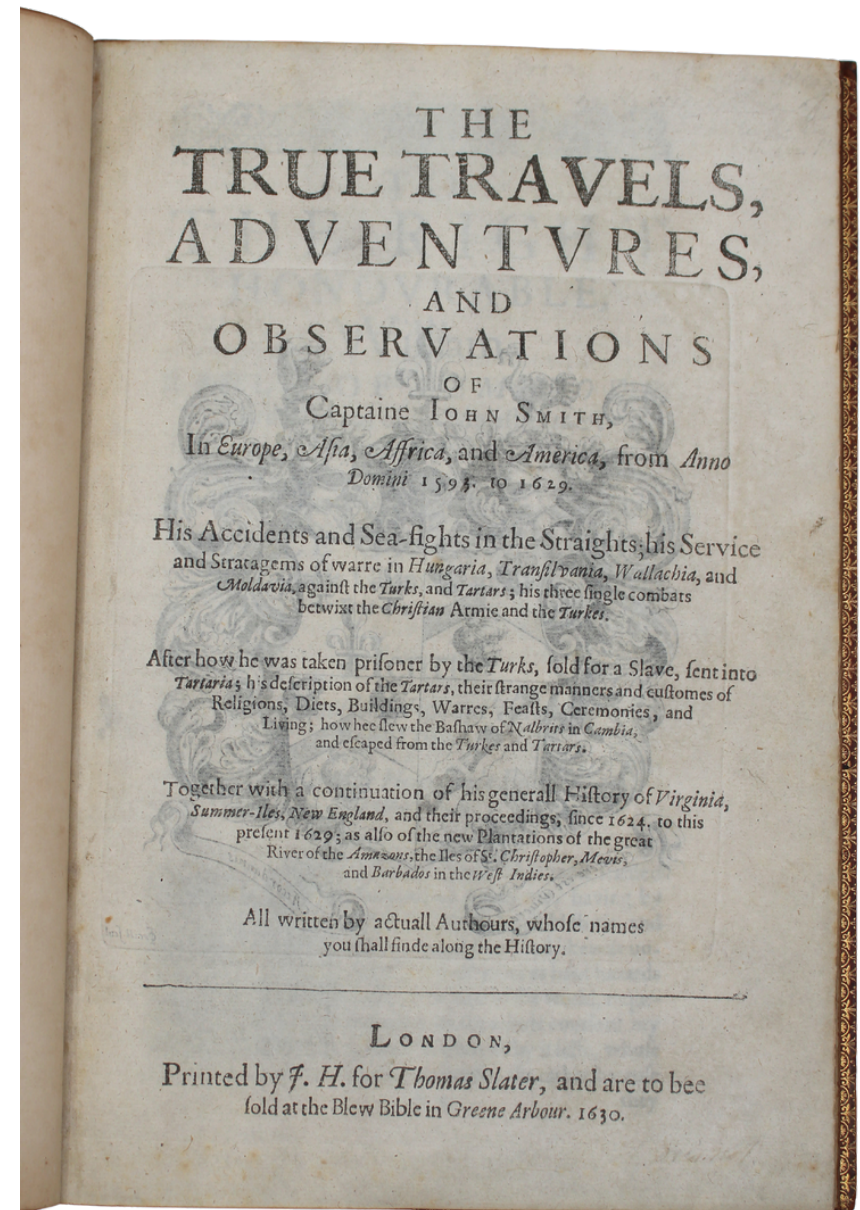 THE
TRUE TRAVELS,
ADVENTVRES,
AND
OBSERVATIONS
OF
Captaine IOHN SMITH,
In Europe, Asia, Affrica, and America, from Anno
Domini 1593. to 1629.
His Accidents and Sea-fights in the Straights; his Service
and Stratagems of warre in Hungaria, Transilvania, Wallachia, and
Moldavia, againſt the Turks, and Tartars; his three ſingle combats
betwixt the Chriſtian Armie and the Turkes.
After how he was taken priſoner by the Turks, ſold for a Slave, ſent into
Tartaria; his deſcription of the Tartars, their ſtrange manners and cuſtomes of
Religions, Diets, Buildings, Warres, Feaſts, Ceremonies, and
Living; how hee ſlew the Baſhaw of Nalbrits in Cambia,
and eſcaped from the Turkes and Tartars.
Together with a continuation of his generall Hiſtory of Virginia,
Summer-Iles, New England, and their proceedings, ſince 1624. to this
preſent 1629; as alſo of the new Plantations of the great
River of the Amazons, the Iles of St. Chriſtopher, Mevis,
and Barbados in the Weſt Indies.
All written by actuall Authours, whoſe names
you ſhall finde along the Hiſtory.
LONDON,
Printed by J. H. for Thomas Slater, and are to bee
ſold at the Blew Bible in Greene Arbour. 1630.